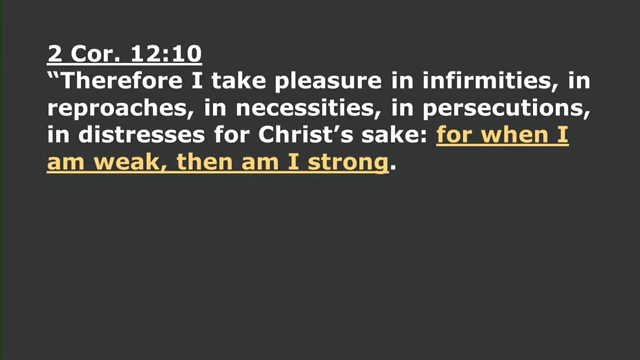 2 Cor. 12:10
“Therefore I take pleasure in infirmities, in
reproaches, in necessities, in persecutions,
in distresses for Christ’s sake: for when I
am weak, then am I strong.